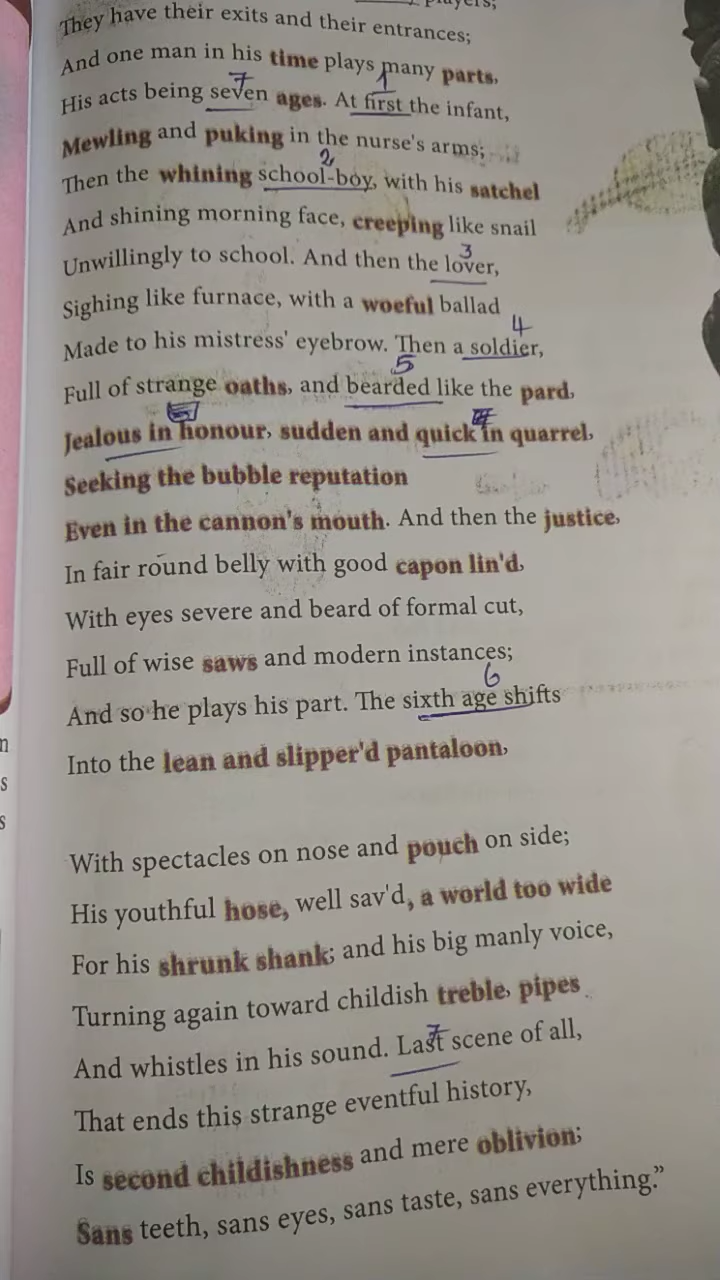 players;
They have their exits and their entrances;
And one man in his time plays many parts,
7 1
His acts being seven ages. At first the infant,
Mewling and puking in the nurse's arms;
2
Then the whining school-boy, with his satchel
And shining morning face, creeping like snail
Unwillingly to school. And then the lover,
3
Sighing like furnace, with a woeful ballad
4
Made to his mistress' eyebrow. Then a soldier,
5
Full of strange oaths, and bearded like the pard,
Jealous in honour, sudden and quick in quarrel,
Seeking the bubble reputation
Even in the cannon's mouth. And then the justice,
In fair round belly with good capon lin'd,
With eyes severe and beard of formal cut,
Full of wise saws and modern instances;
6
And so he plays his part. The sixth age shifts
Into the lean and slipper'd pantaloon,
With spectacles on nose and pouch on side;
His youthful hose, well sav'd, a world too wide
For his shrunk shank; and his big manly voice,
Turning again toward childish treble, pipes
7
And whistles in his sound. Last scene of all,
That ends this strange eventful history,
Is second childishness and mere oblivion;
Sans teeth, sans eyes, sans taste, sans everything.”
n
s
s